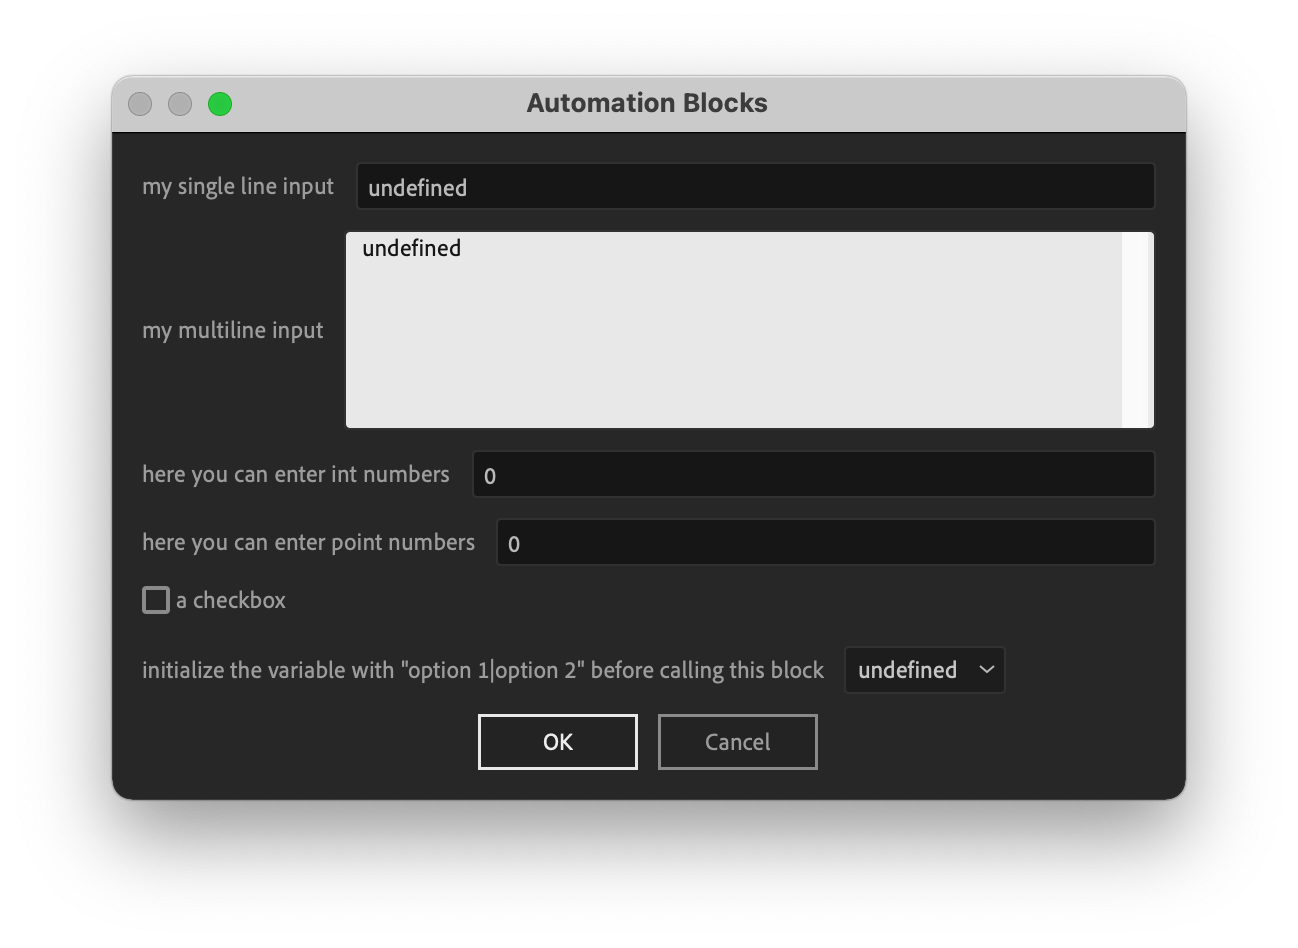 Automation Blocks
my single line input undefined
undefined
my multiline input
here you can enter int numbers 0
here you can enter point numbers 0
a checkbox
initialize the variable with "option 1|option 2" before calling this block undefined
OK Cancel